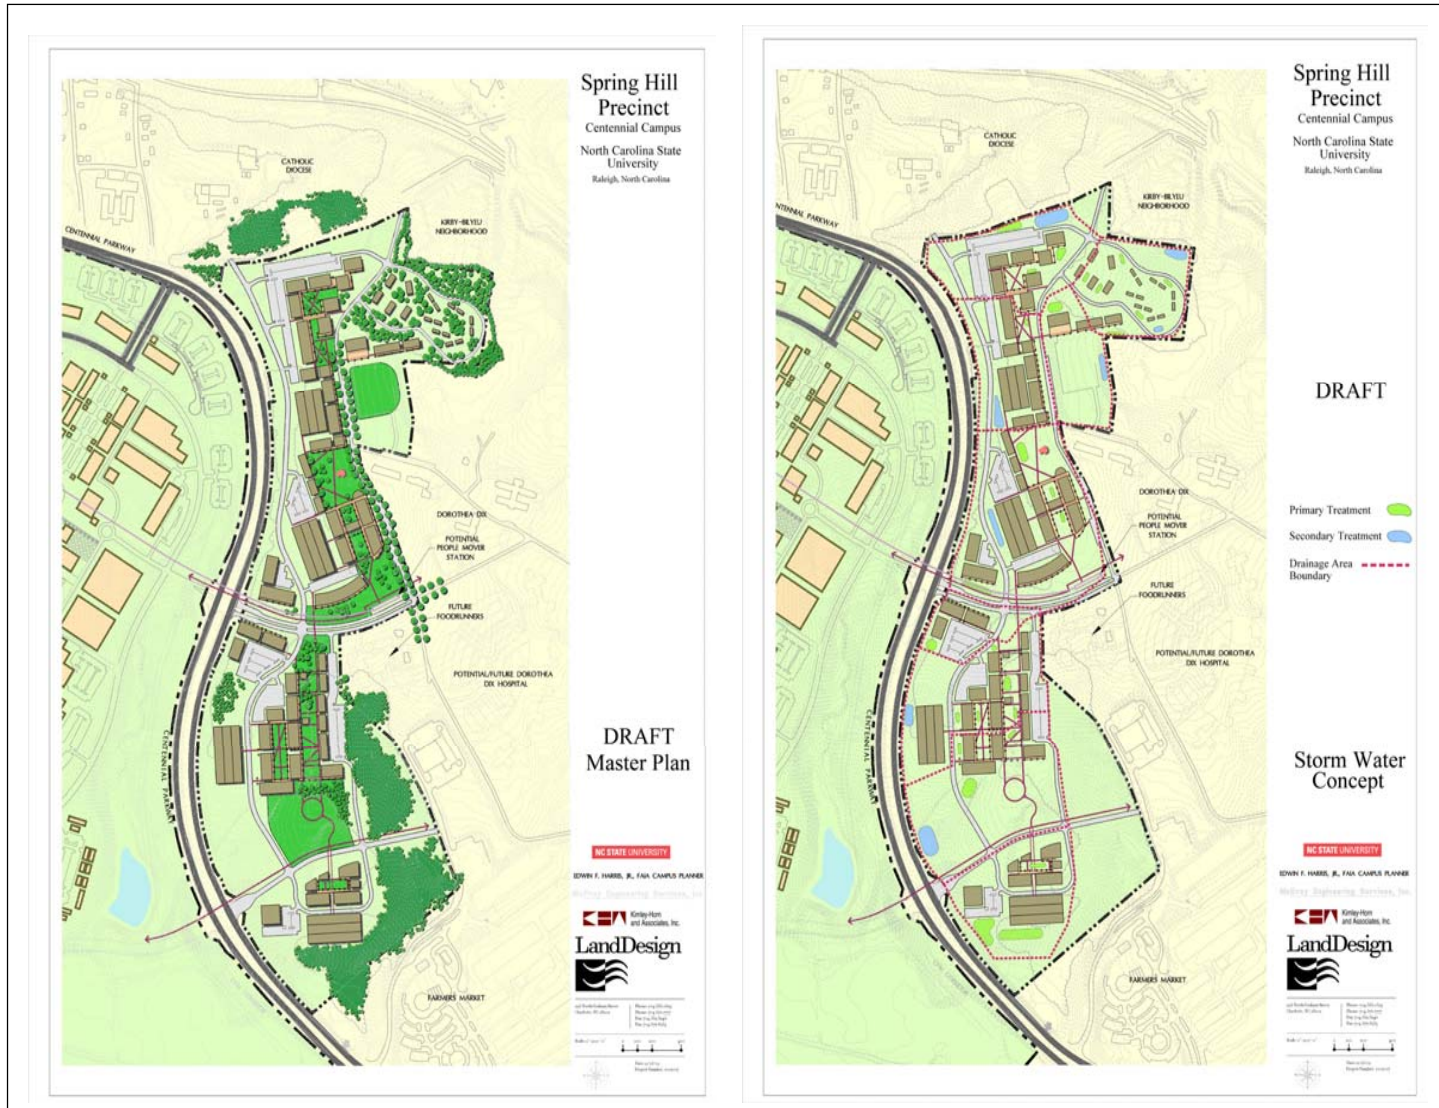 Spring Hill
Precinct
Centennial Campus
North Carolina State
University
Raleigh, North Carolina
CATHOLIC
DIOCESE
KIRBY-BILYEU
NEIGHBORHOOD
CENTENNIAL PARKWAY
DOROTHEA DIX
POTENTIAL
PEOPLE MOVER
STATION
FUTURE
FOODRUNNERS
POTENTIAL/FUTURE DOROTHEA
DIX HOSPITAL
CENTENNIAL PARKWAY
FARMERS MARKET
DRAFT
Master Plan
NC STATE UNIVERSITY
EDWIN F. HARRIS, JR., FAIA CAMPUS PLANNER
Kimley-Horn
and Associates, Inc.
LandDesign
Spring Hill
Precinct
Centennial Campus
North Carolina State
University
Raleigh, North Carolina
CATHOLIC
DIOCESE
KIRBY-BILYEU
NEIGHBORHOOD
CENTENNIAL PARKWAY
DRAFT
DOROTHEA DIX
POTENTIAL
PEOPLE MOVER
STATION
Primary Treatment
Secondary Treatment
Drainage Area
Boundary
FUTURE
FOODRUNNERS
POTENTIAL/FUTURE DOROTHEA
DIX HOSPITAL
CENTENNIAL PARKWAY
Storm Water
Concept
FARMERS MARKET
NC STATE UNIVERSITY
EDWIN F. HARRIS, JR., FAIA CAMPUS PLANNER
Kimley-Horn
and Associates, Inc.
LandDesign